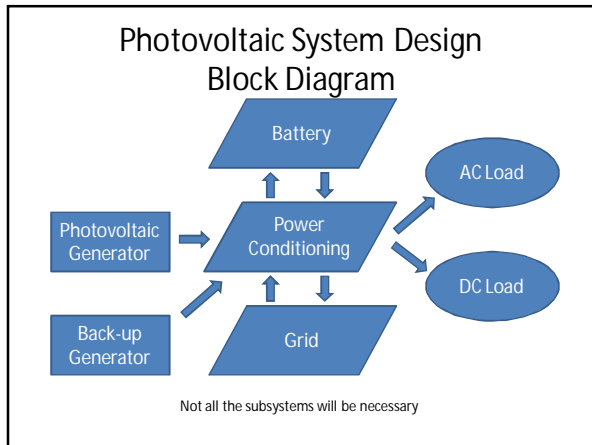 Photovoltaic System Design
Block Diagram
Battery
AC Load
Photovoltaic
Generator
Power
Conditioning
DC Load
Back-up
Generator
Grid
Not all the subsystems will be necessary